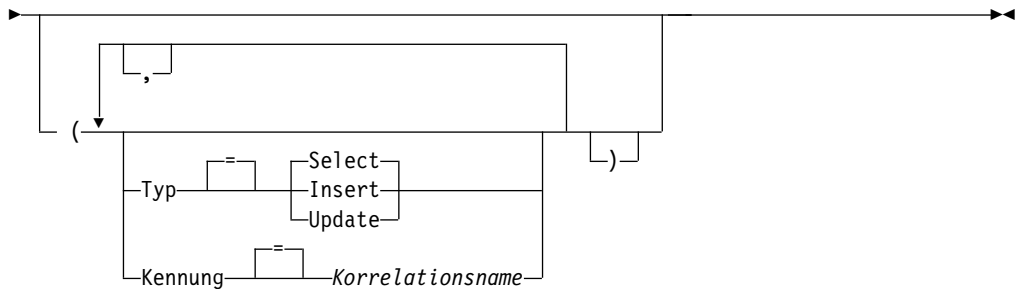 ,
(
)
=
Select
Typ
Insert
Update
=
Kennung
Korrelationsname